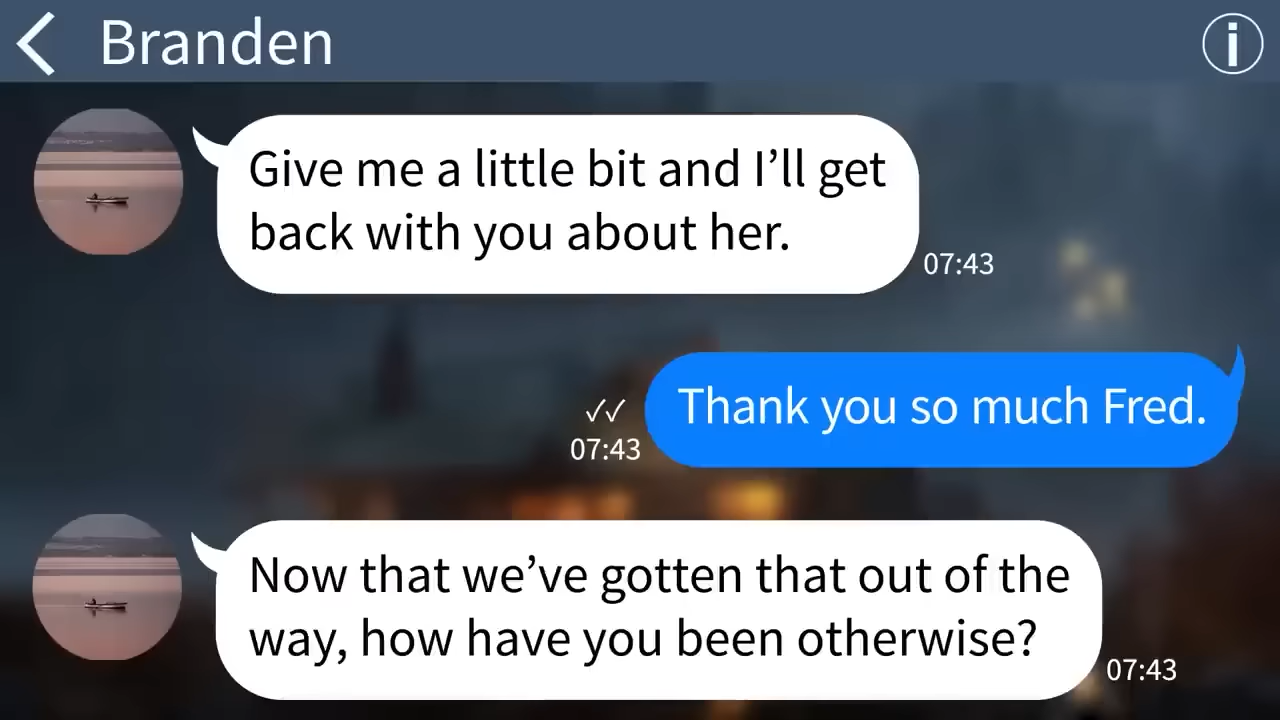 Branden
Give me a little bit and I’ll get
back with you about her.
07:43
Thank you so much Fred.
07:43
Now that we’ve gotten that out of the
way, how have you been otherwise?
07:43